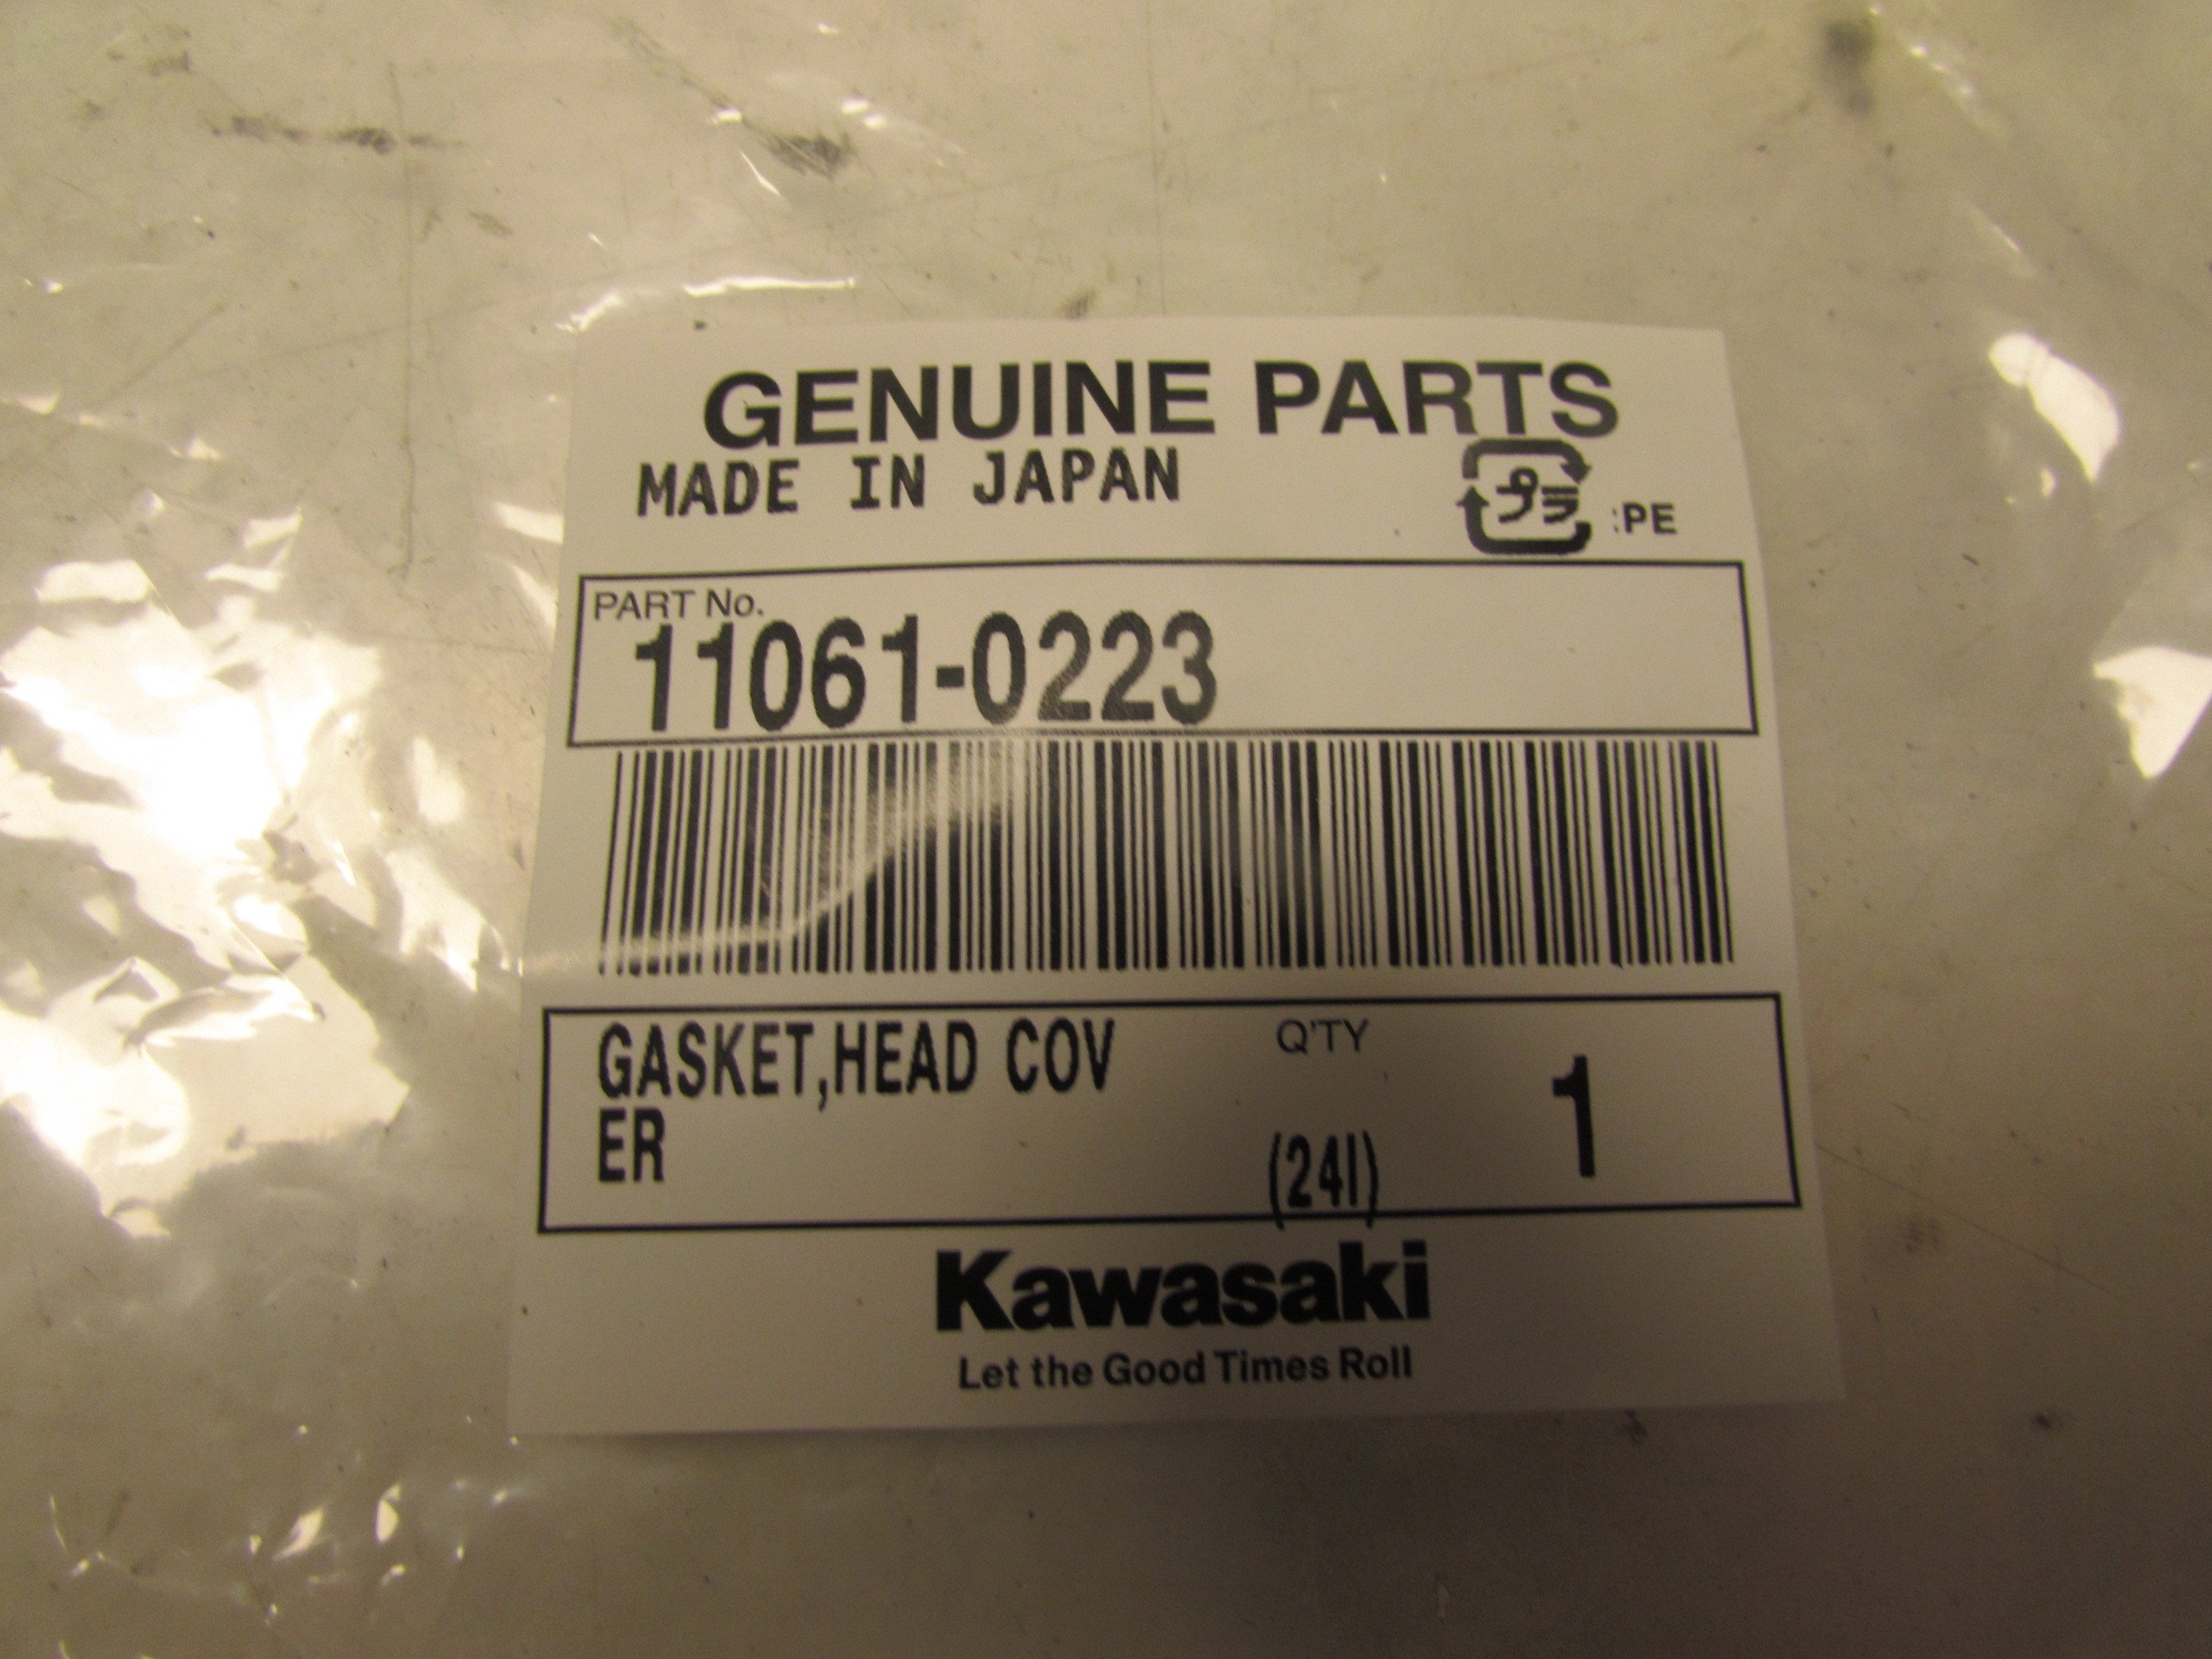 GENUINE PARTS
MADE IN JAPAN
プラ :PE
PART No.
11061-0223
GASKET,HEAD COV
ER
Q'TY
(24I)
1
Kawasaki
Let the Good Times Roll